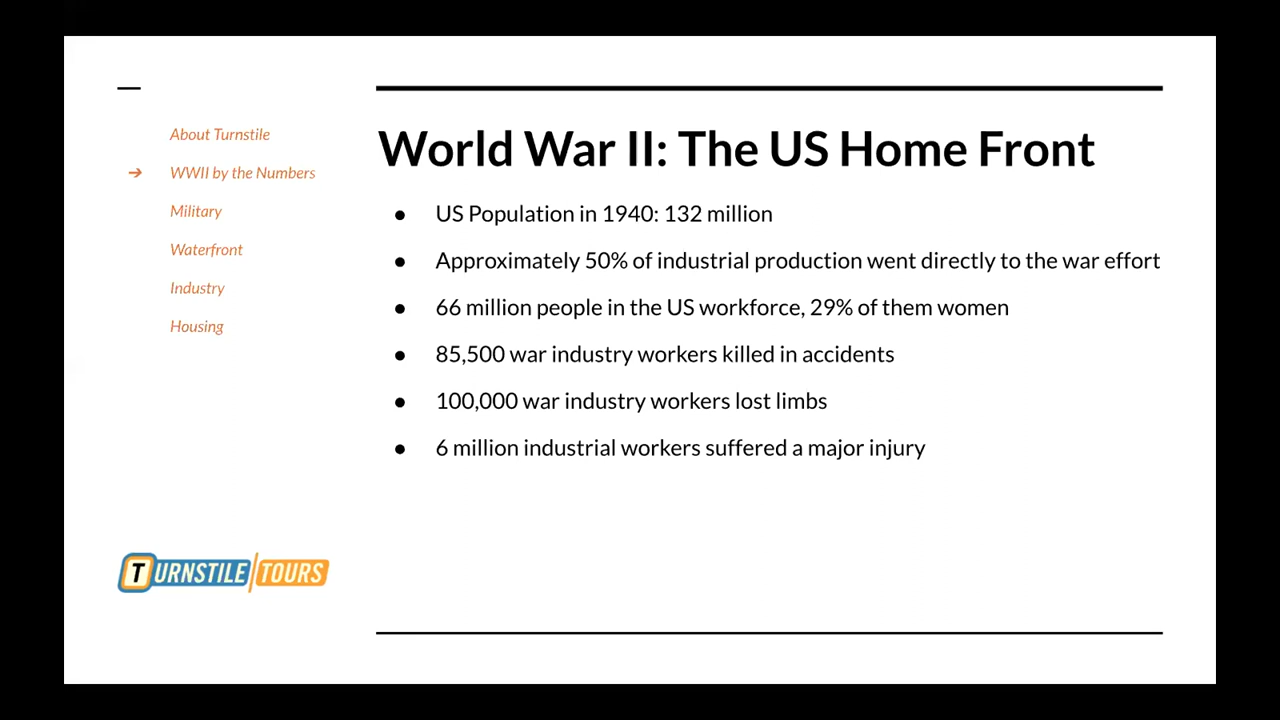 About Turnstile
➔ WWII by the Numbers
Military
Waterfront
Industry
Housing
World War II: The US Home Front
● US Population in 1940: 132 million
● Approximately 50% of industrial production went directly to the war effort
● 66 million people in the US workforce, 29% of them women
● 85,500 war industry workers killed in accidents
● 100,000 war industry workers lost limbs
● 6 million industrial workers suffered a major injury
TURNSTILE TOURS